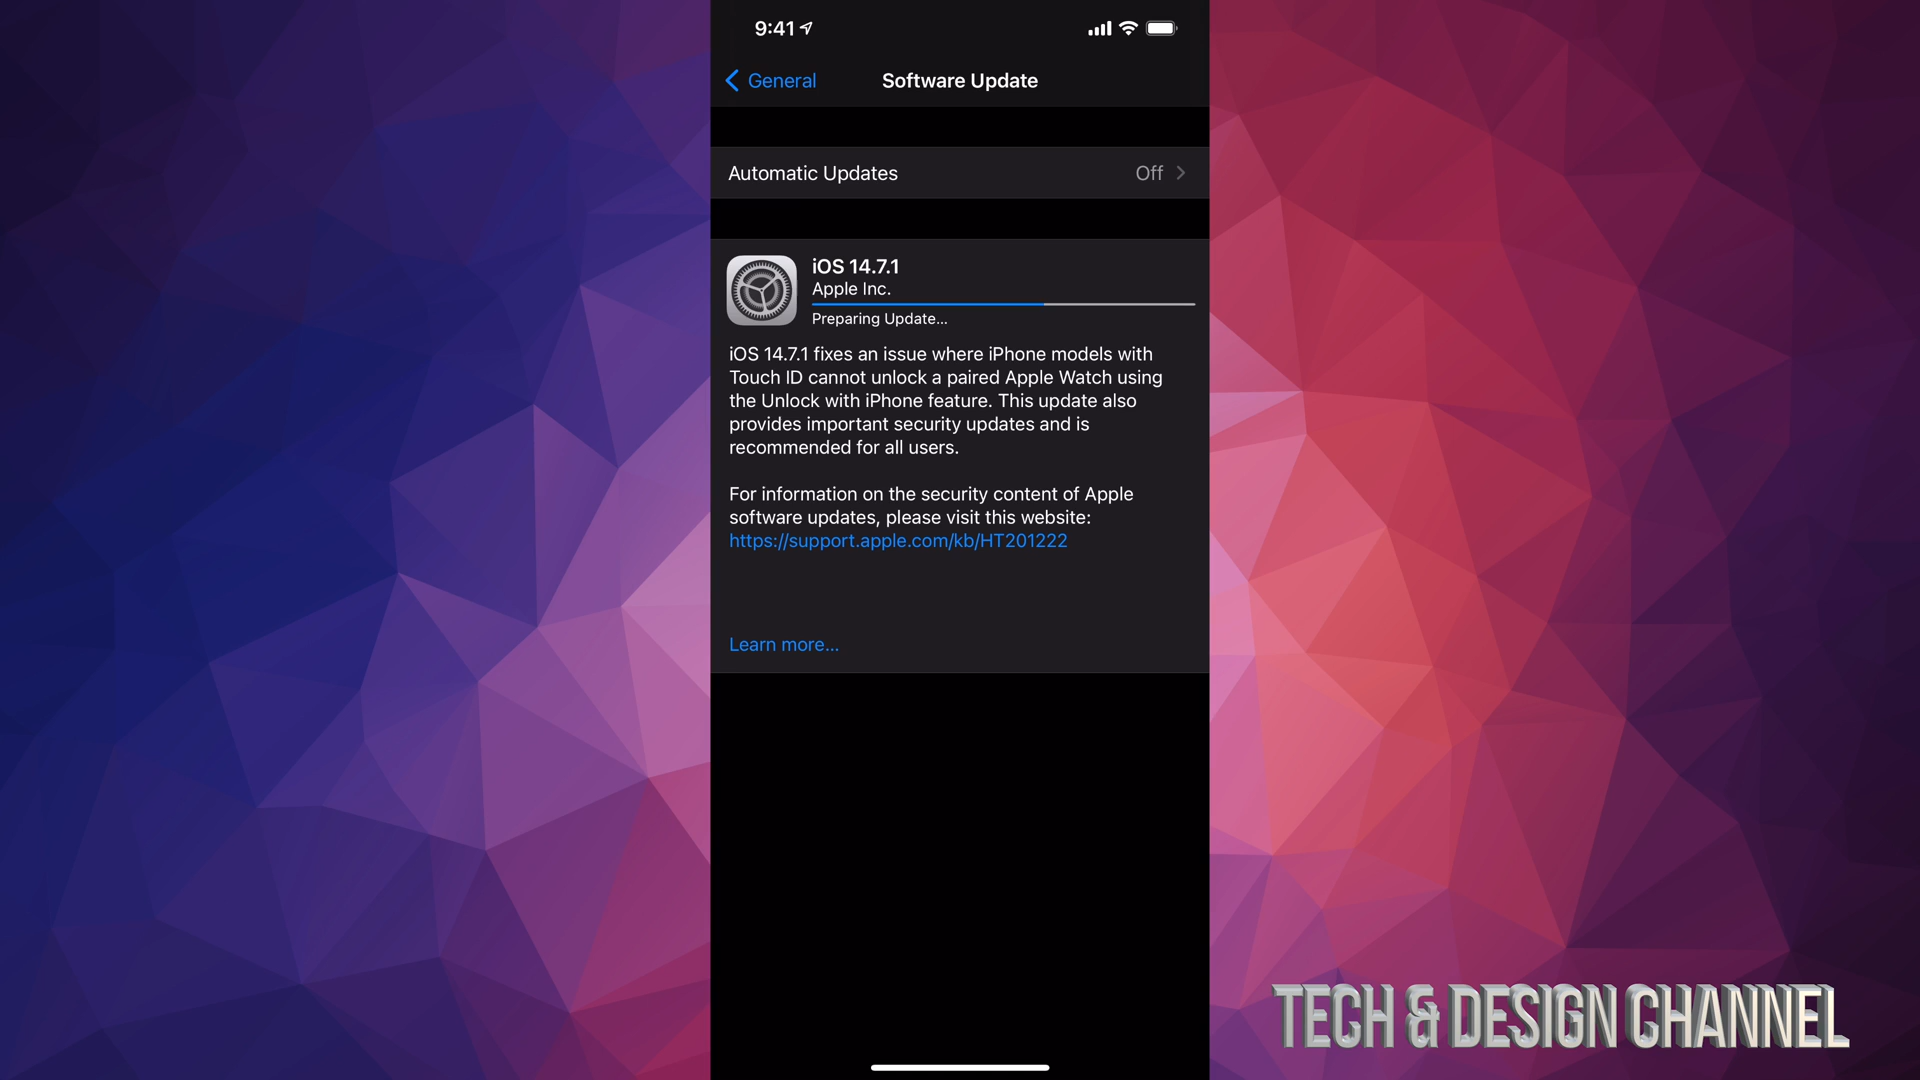 9:41
General
Software Update
Automatic Updates
Off
iOS 14.7.1
Apple Inc.
Preparing Update...
iOS 14.7.1 fixes an issue where iPhone models with
Touch ID cannot unlock a paired Apple Watch using
the Unlock with iPhone feature. This update also
provides important security updates and is
recommended for all users.
For information on the security content of Apple
software updates, please visit this website:
https://support.apple.com/kb/HT201222
Learn more...
TECH & DESIGN CHANNEL